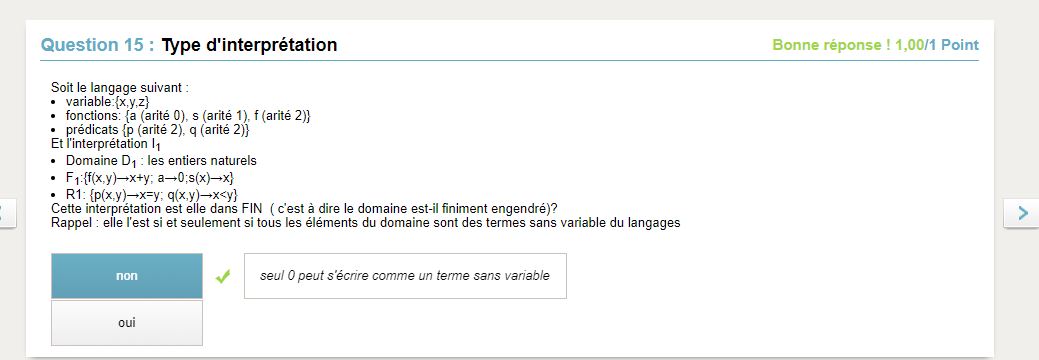 Question 15 : Type d'interprétation
Bonne réponse ! 1,00/1 Point
Soit le langage suivant :
• variable:{x,y,z}
• fonctions: {a (arité 0), s (arité 1), f (arité 2)}
• prédicats {p (arité 2), q (arité 2)}
Et l'interprétation I1
• Domaine D1 : les entiers naturels
• F1:{f(x,y)→x+y; a→0;s(x)→x}
• R1: {p(x,y)→x=y; q(x,y)→x<y}
Cette interprétation est elle dans FIN ( c'est à dire le domaine est-il finiment engendré)?
Rappel : elle l'est si et seulement si tous les éléments du domaine sont des termes sans variable du langages
non
seul 0 peut s'écrire comme un terme sans variable
oui